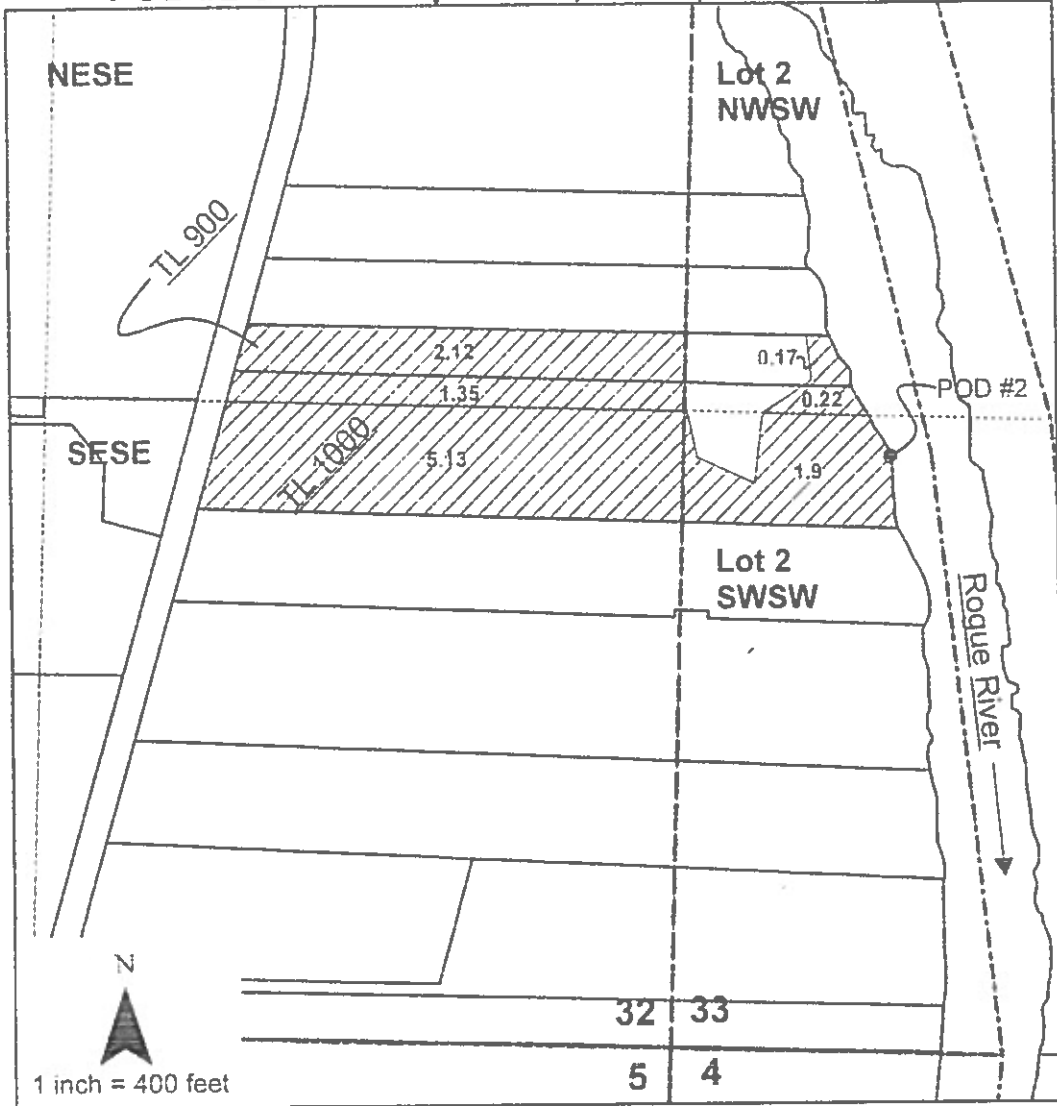 NESE
Lot 2
NWSW
TL 900
2.12
0.17
1.35
0.22
POD #2
SESE
TL 1000
5.13
1.9
Lot 2
SWSW
Rogue River
N
32 33
1 inch = 400 feet
5 4